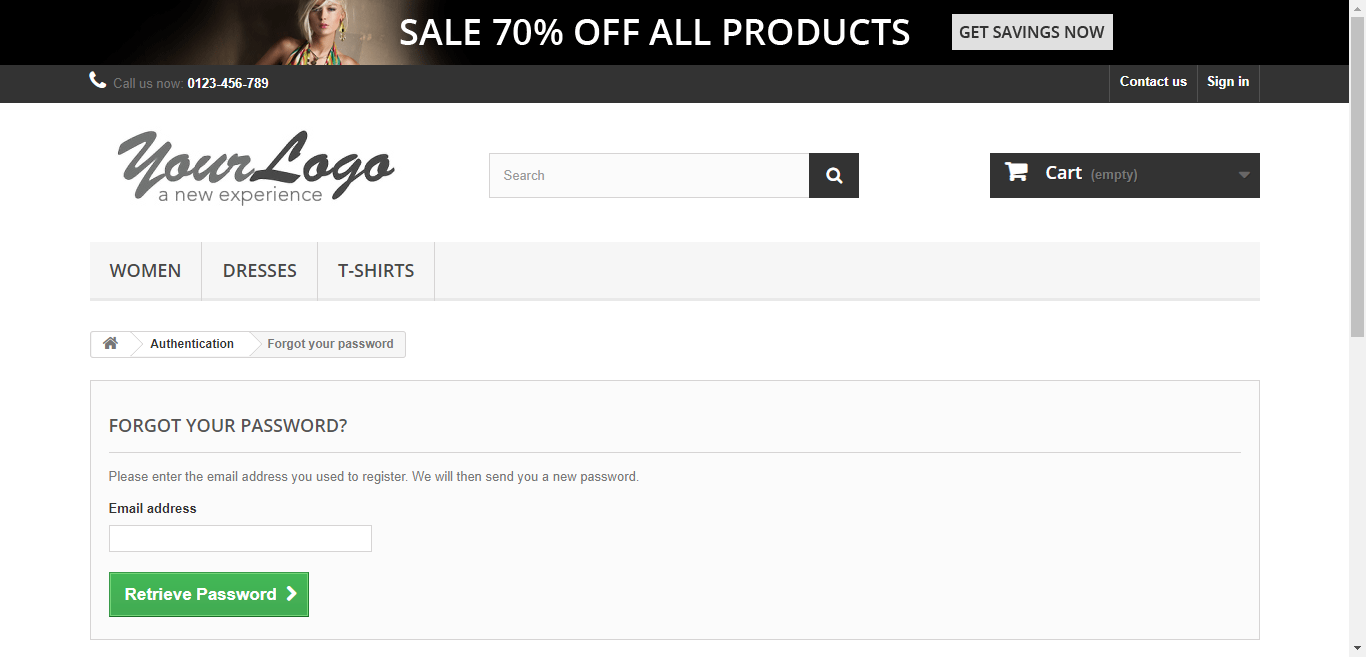 SALE 70% OFF ALL PRODUCTS GET SAVINGS NOW
Call us now: 0123-456-789 Contact us Sign in
Your Logo
a new experience
Search
Cart (empty)
WOMEN DRESSES T-SHIRTS
Authentication Forgot your password
FORGOT YOUR PASSWORD?
Please enter the email address you used to register. We will then send you a new password.
Email address
Retrieve Password